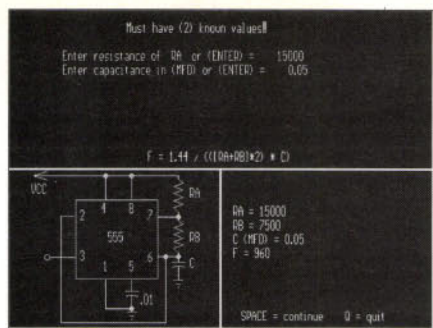 Must have (2) known values!
Enter resistance of RA or (ENTER) = 15000
Enter capacitance in (MFD) or (ENTER) = 0.05
F = 1.44 / (([RA+RB]*2) * C)
VCC
4 8
2 7
RA
555
RB
3 6
1 5
C
.01
RA = 15000
RB = 7500
C (MFD) = 0.05
F = 960
SPACE = continue Q = quit